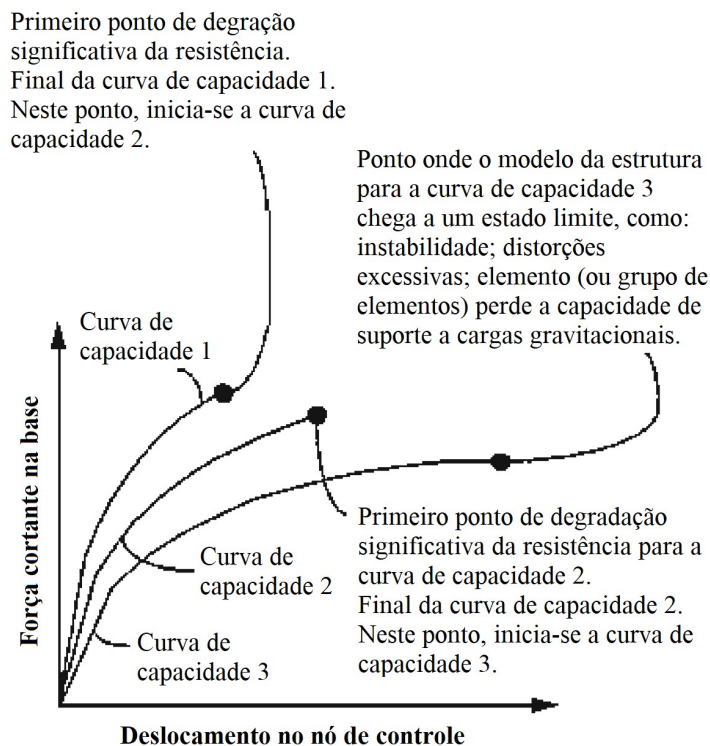 Primeiro ponto de degração
significativa da resistência.
Final da curva de capacidade 1.
Neste ponto, inicia-se a curva de
capacidade 2.
Ponto onde o modelo da estrutura
para a curva de capacidade 3
chega a um estado limite, como:
instabilidade; distorções
excessivas; elemento (ou grupo de
elementos) perde a capacidade de
suporte a cargas gravitacionais.
Curva de
capacidade 1
Força cortante na base
Curva de
capacidade 2
Curva de
capacidade 3
Primeiro ponto de degradação
significativa da resistência para a
curva de capacidade 2.
Final da curva de capacidade 2.
Neste ponto, inicia-se a curva de
capacidade 3.
Deslocamento no nó de controle